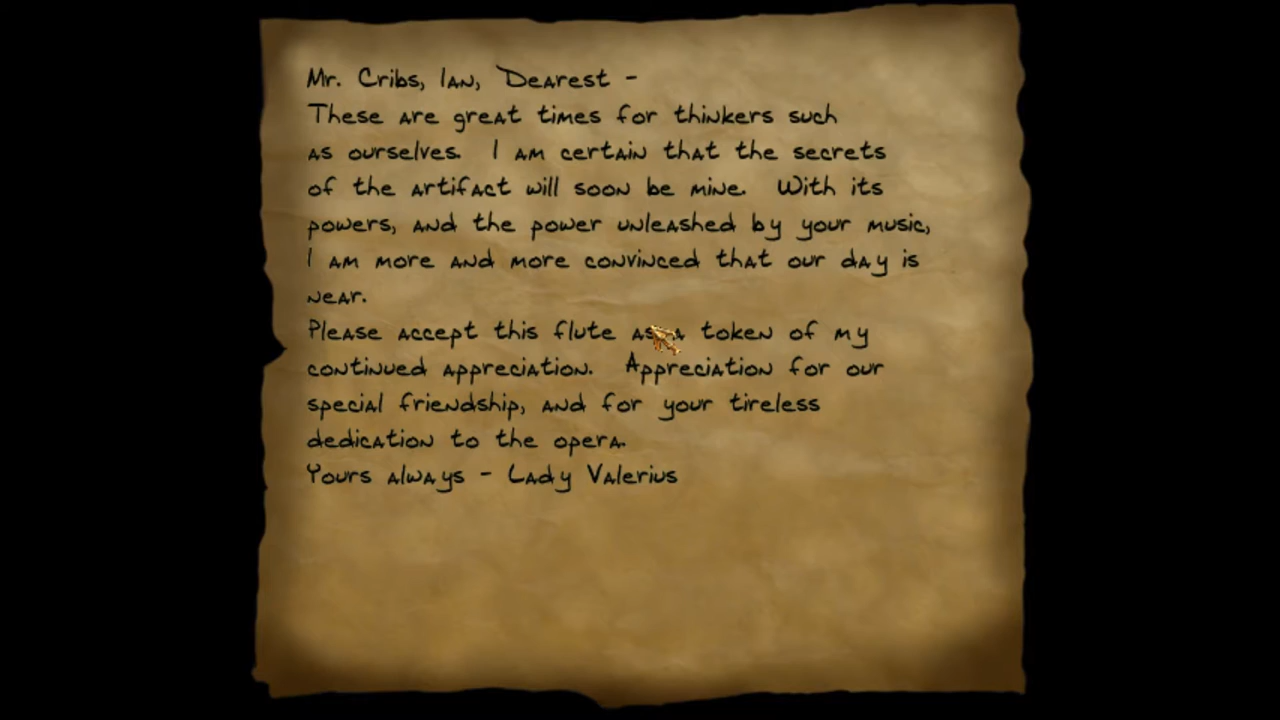 Mr. Cribs, Ian, Dearest -
These are great times for thinkers such
as ourselves.  I am certain that the secrets
of the artifact will soon be mine.  With its
powers, and the power unleashed by your music,
I am more and more convinced that our day is
near.
Please accept this flute as a token of my
continued appreciation.  Appreciation for our
special friendship, and for your tireless
dedication to the opera.
Yours always - Lady Valerius